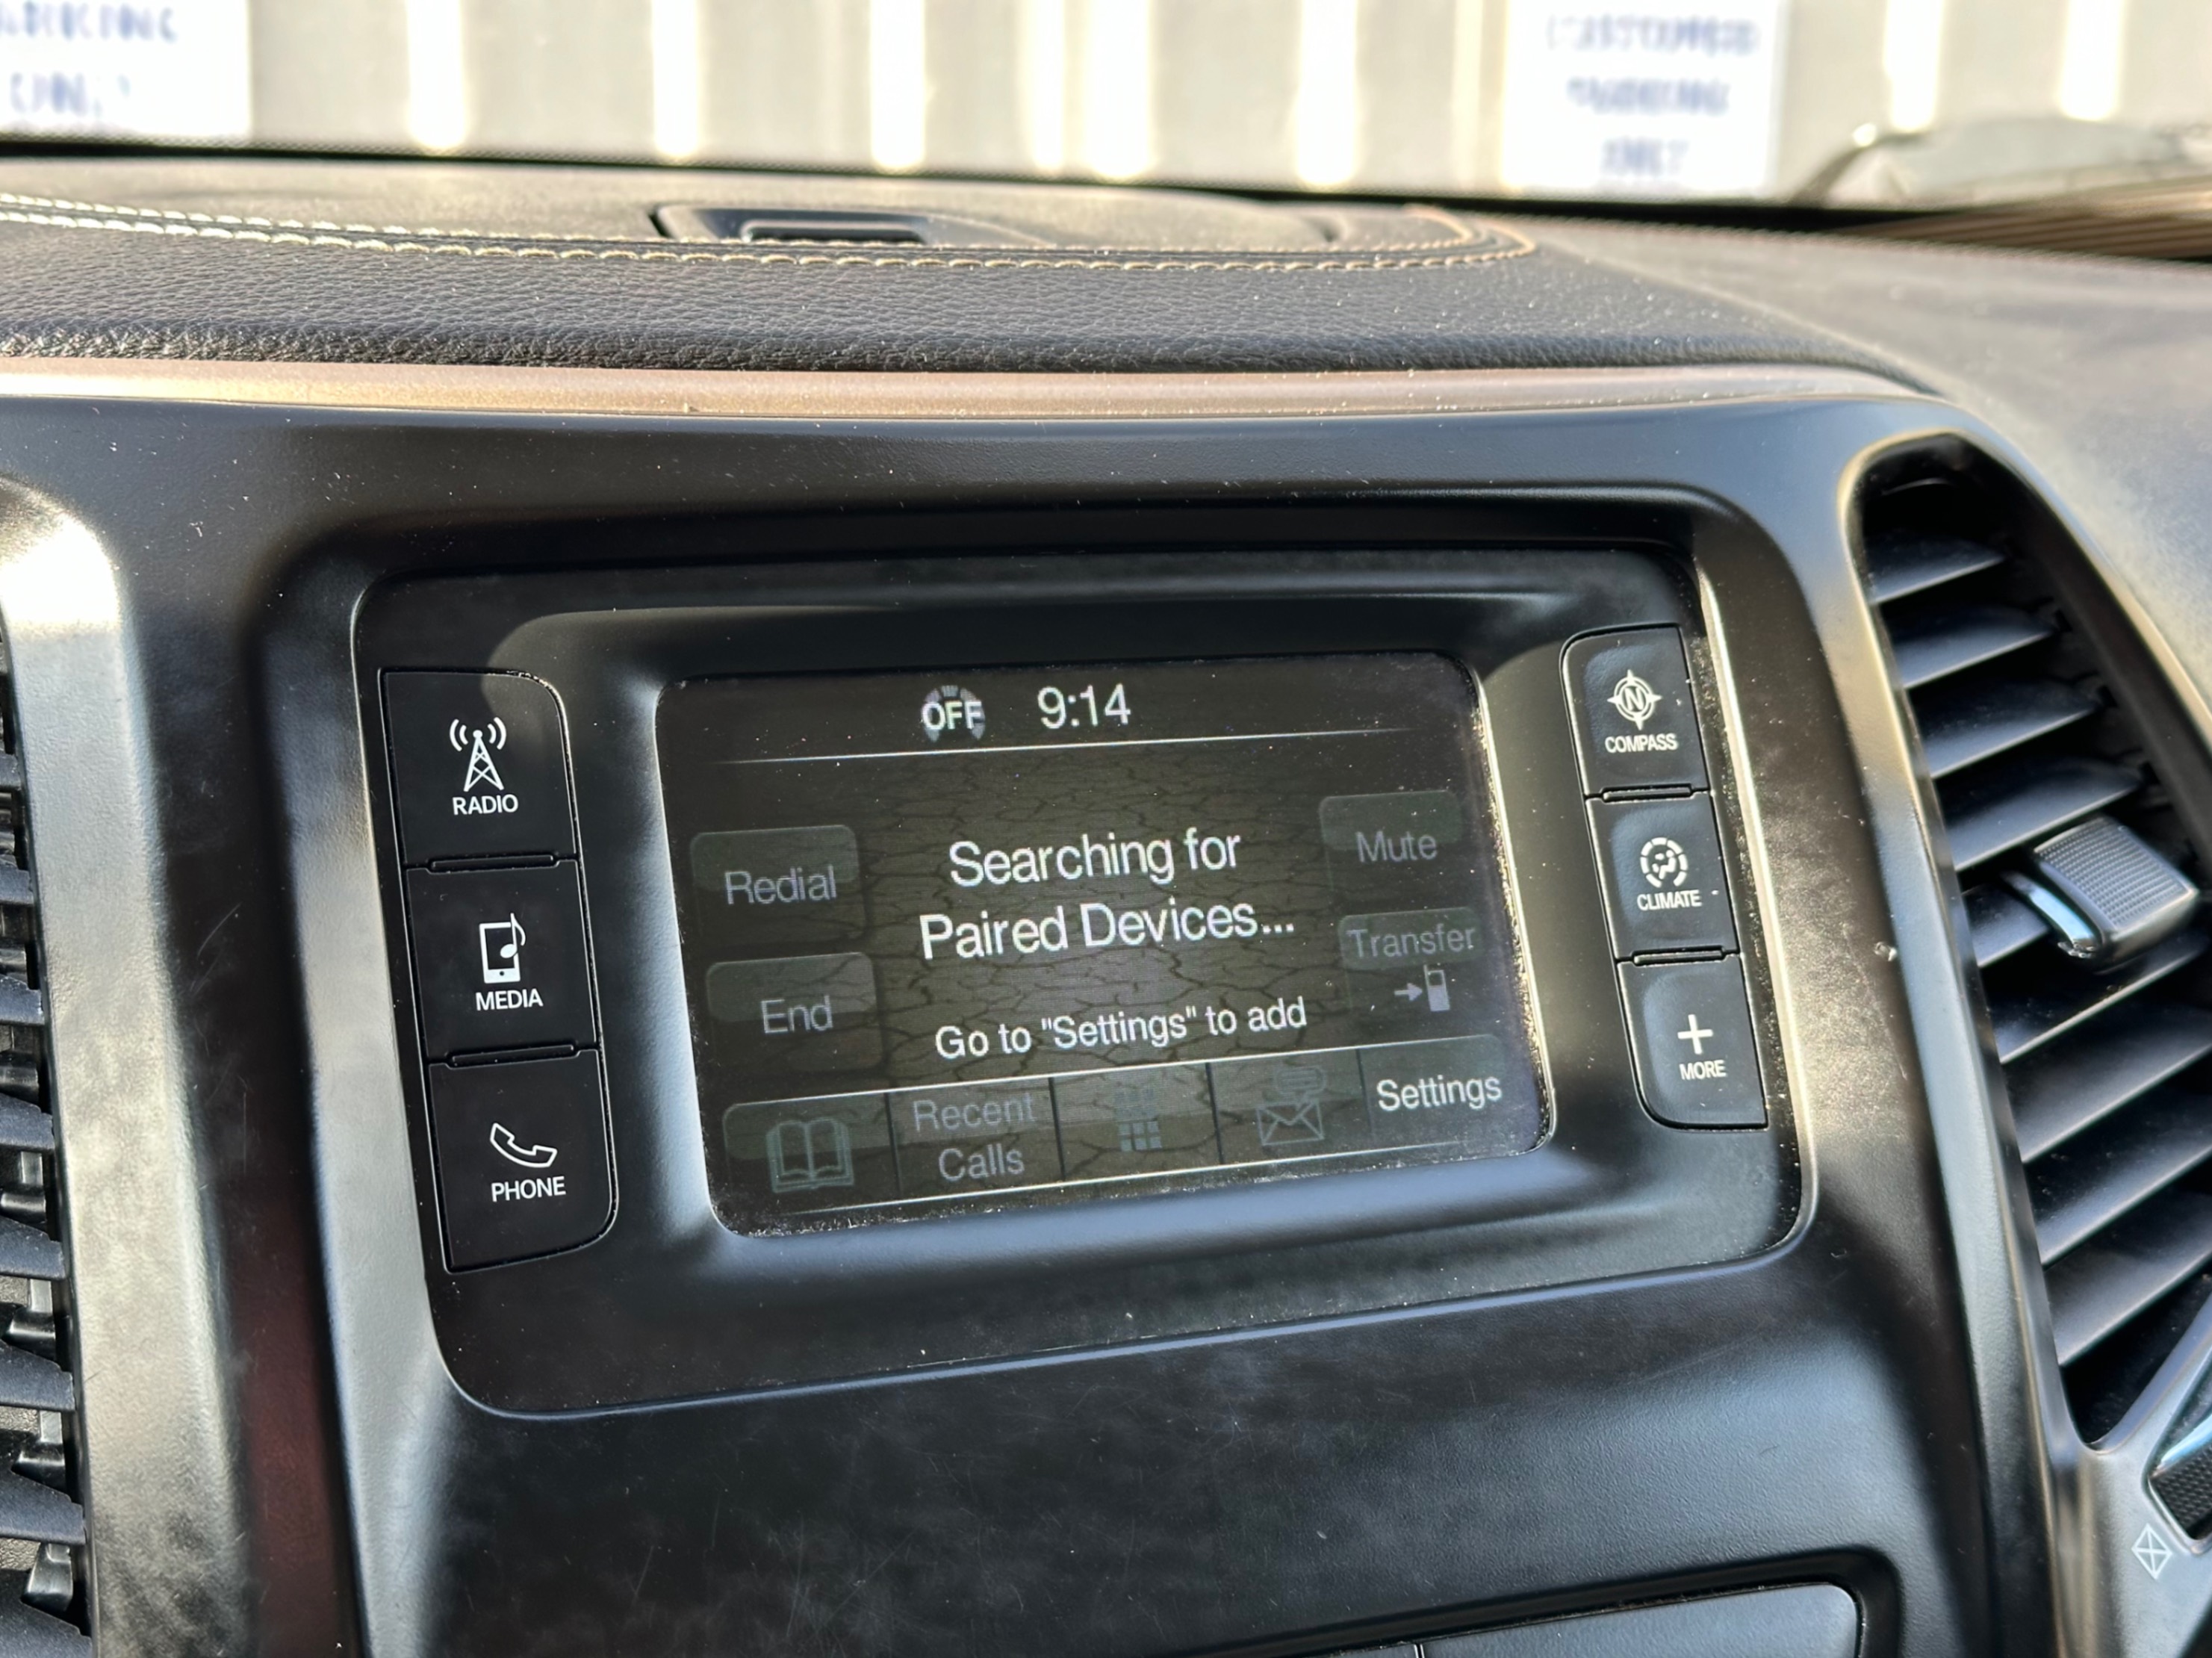 OFF 9:14
RADIO
MEDIA
PHONE
Redial
End
Searching for
Paired Devices...
Go to "Settings" to add
Mute
Transfer
Recent
Calls
Settings
N
COMPASS
CLIMATE
MORE